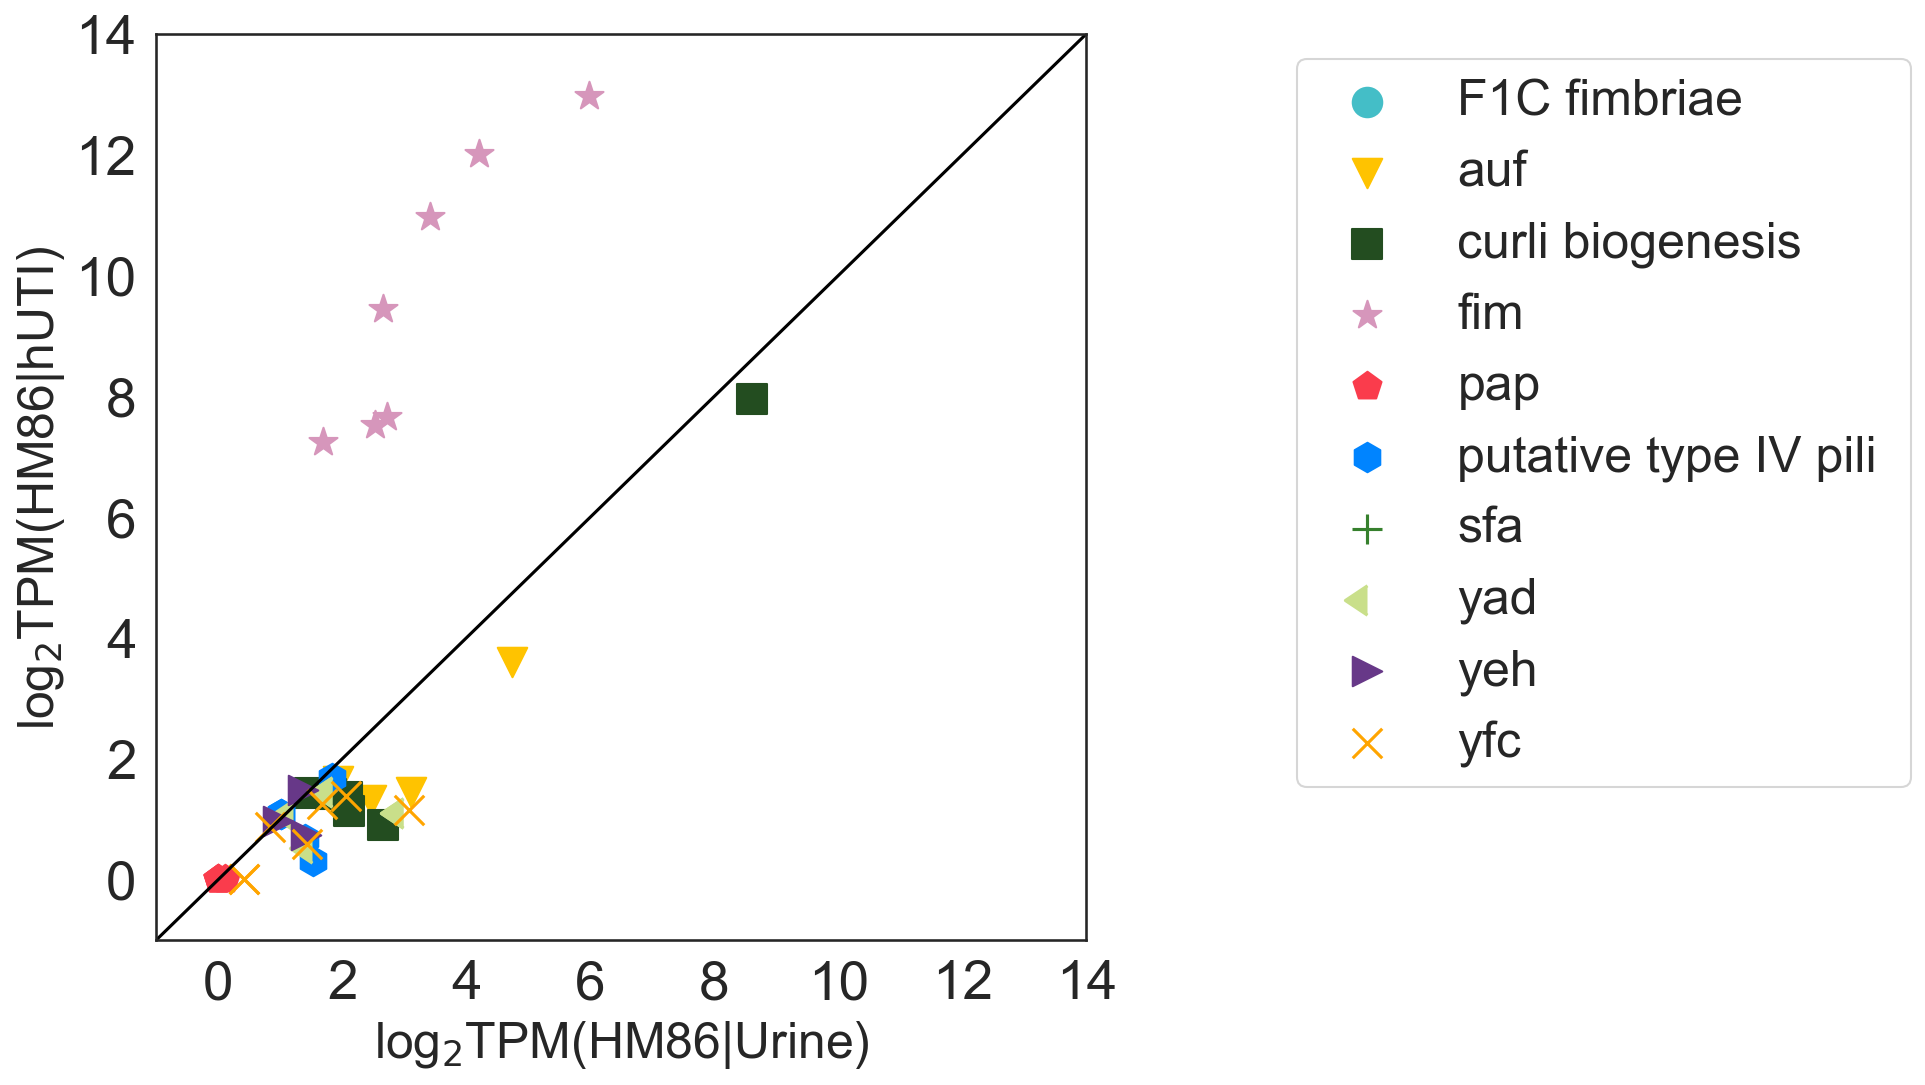 14
12
10
8
6
4
2
0
log₂TPM(HM86|hUTI)
0 2 4 6 8 10 12 14
log₂TPM(HM86|Urine)
F1C fimbriae
auf
curli biogenesis
fim
pap
putative type IV pili
sfa
yad
yeh
yfc